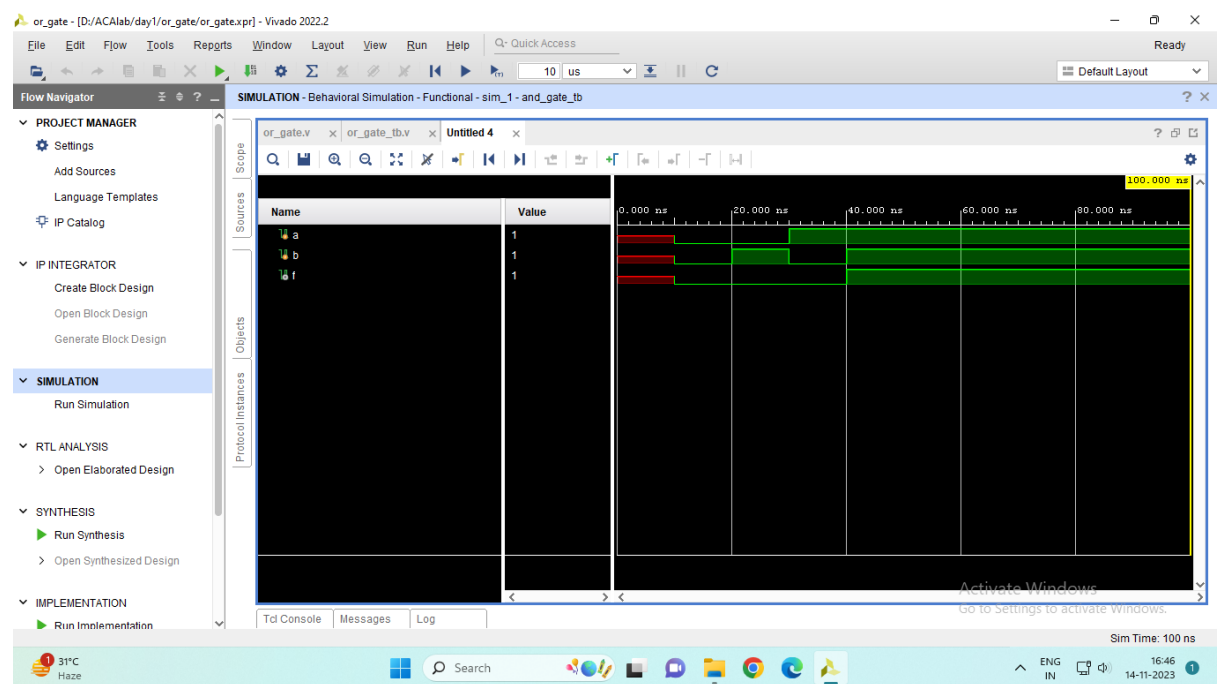 or_gate - [D:/ACAlab/day1/or_gate/or_gate.xpr] - Vivado 2022.2
File Edit Flow Tools Reports Window Layout View Run Help Q- Quick Access Ready
10 us Default Layout
Flow Navigator
SIMULATION - Behavioral Simulation - Functional - sim_1 - and_gate_tb
PROJECT MANAGER
Settings
Add Sources
Language Templates
IP Catalog
IP INTEGRATOR
Create Block Design
Open Block Design
Generate Block Design
SIMULATION
Run Simulation
RTL ANALYSIS
Open Elaborated Design
SYNTHESIS
Run Synthesis
Open Synthesized Design
IMPLEMENTATION
Run Implementation
Scope
Sources
Objects
Protocol Instances
or_gate.v or_gate_tb.v Untitled 4
100.000 ns
Name Value 0.000 ns 20.000 ns 40.000 ns 60.000 ns 80.000 ns
a 1
b 1
f 1
Activate Windows
Go to Settings to activate Windows.
Tcl Console Messages Log
Sim Time: 100 ns
1 31°C
Haze
Search
ENG
IN
16:46
14-11-2023
1